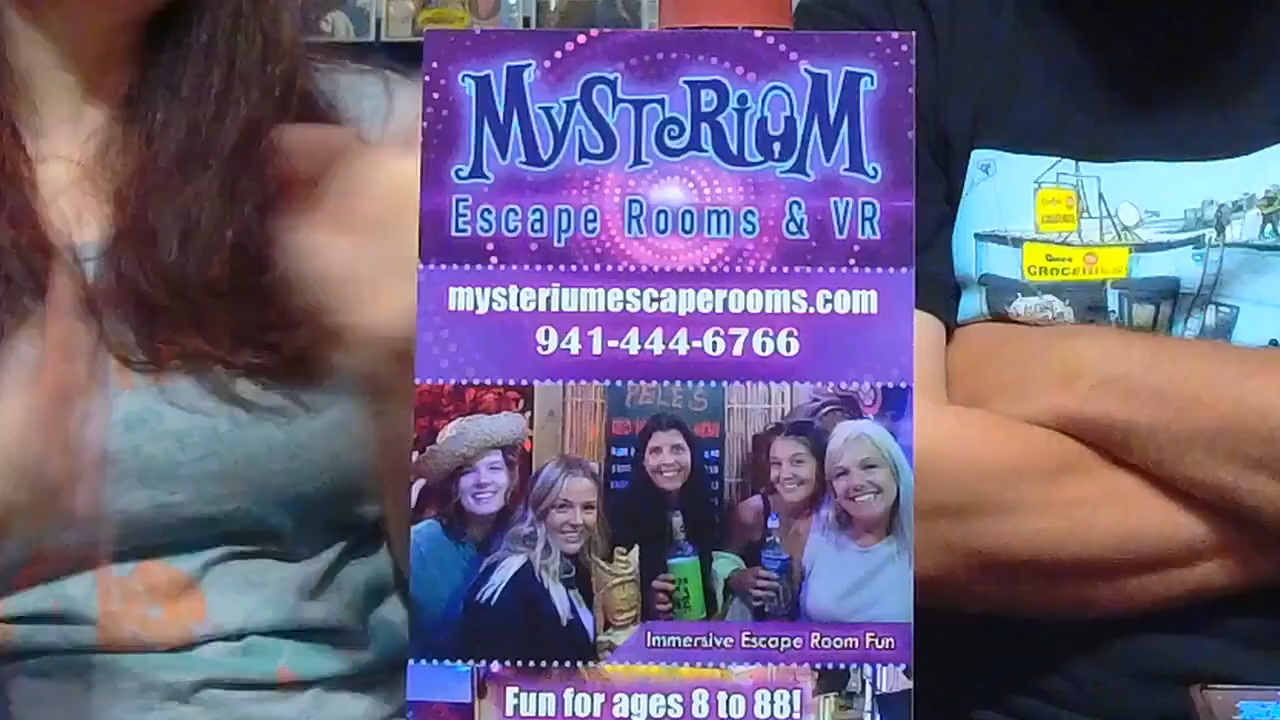 MYSTERIUM
Escape Rooms & VR
mysteriumescaperooms.com
941-444-6766
PELE'S
Immersive Escape Room Fun
Fun for ages 8 to 88!
GROCERIES